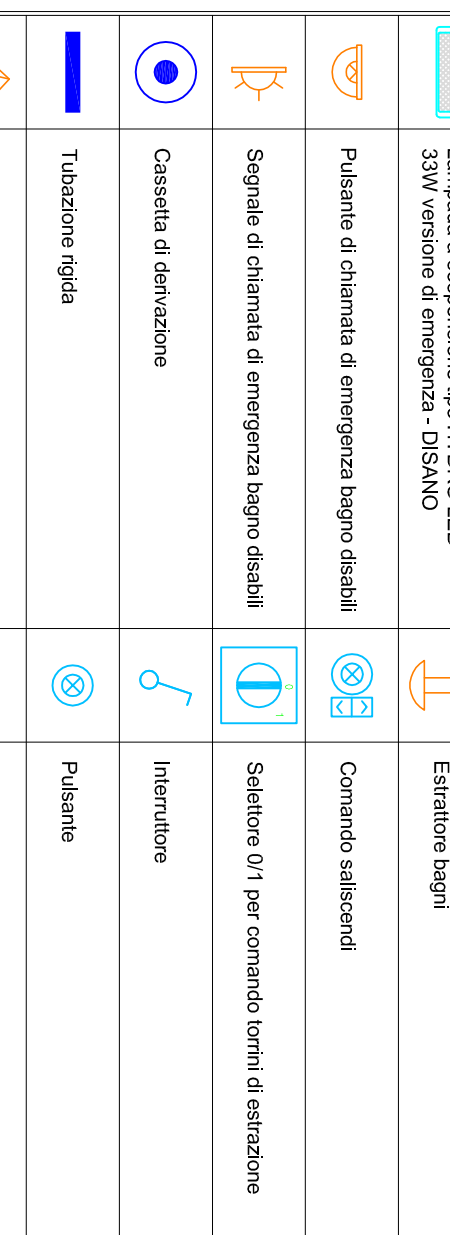 33W versione di emergenza - DISANO
Estrattore bagni
Pulsante di chiamata di emergenza bagno disabili
Comando saliscendi
Segnale di chiamata di emergenza bagno disabili
0
1
Selettore 0/1 per comando torrini di estrazione
Cassetta di derivazione
Interruttore
Tubazione rigida
Pulsante